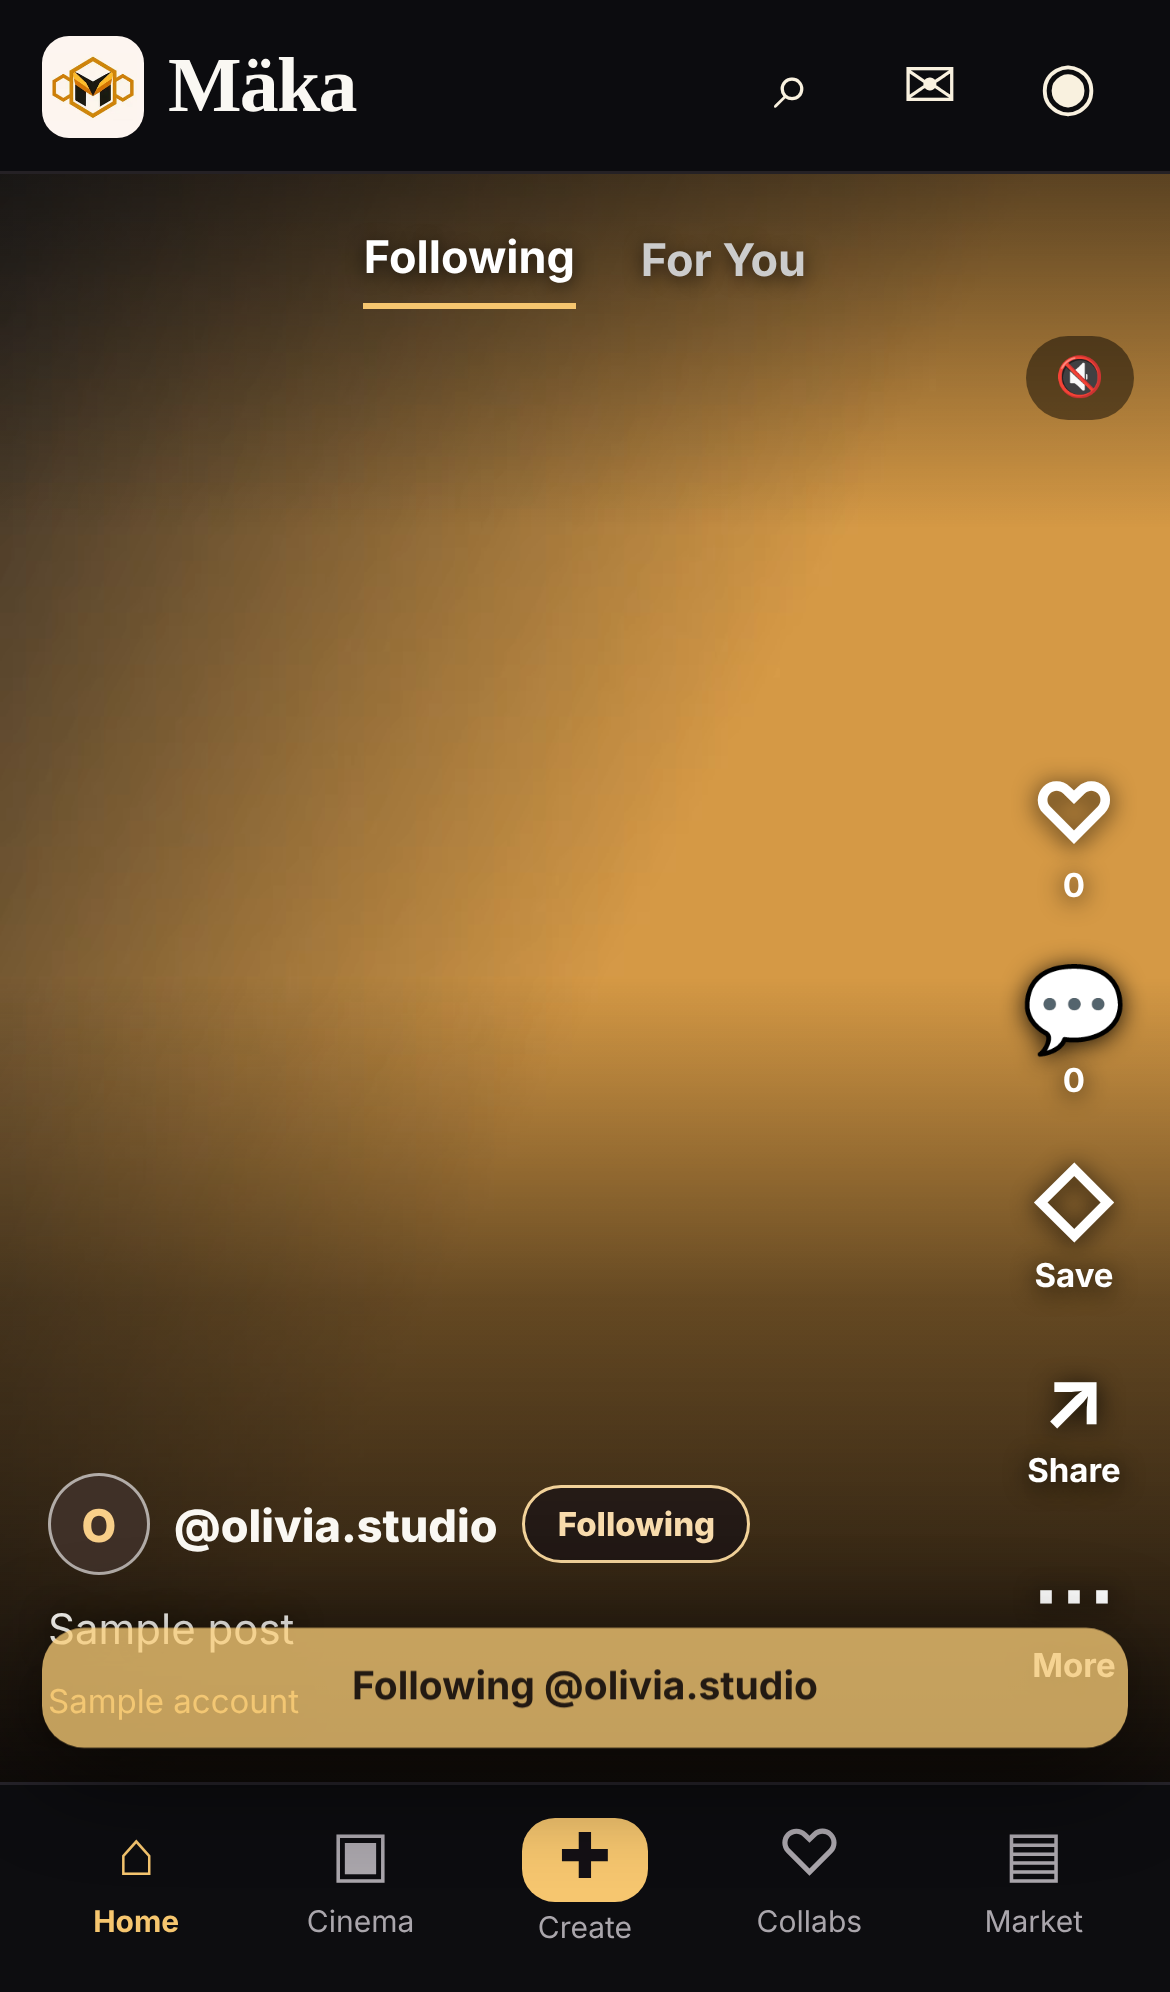 Mäka
Following For You
0
0
Save
Share
O @olivia.studio Following
Sample post
More
Following @olivia.studio
Sample account
Home Cinema Create Collabs Market